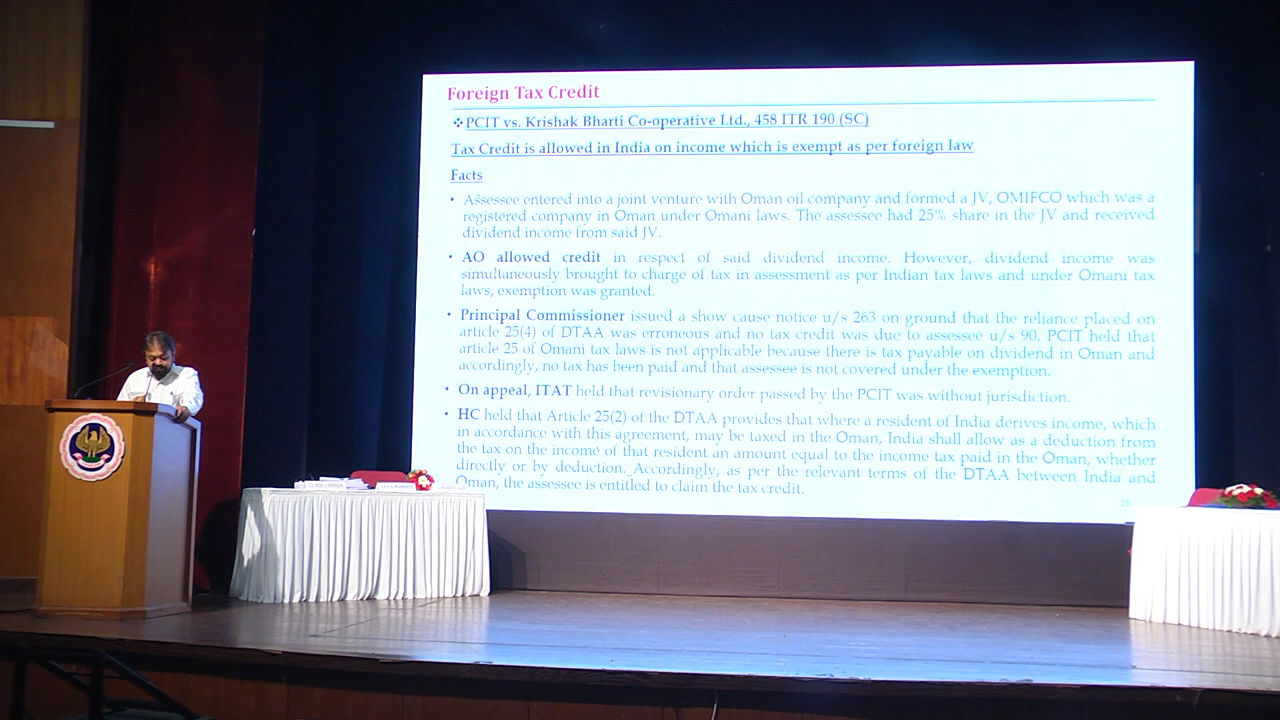 Foreign Tax Credit
❖PCIT vs. Krishak Bharti Co-operative Ltd., 458 ITR 190 (SC)
Tax Credit is allowed in India on income which is exempt as per foreign law
Facts
• Assessee entered into a joint venture with Oman oil company and formed a JV, OMIFCO which was a
registered company in Oman under Omani laws. The assessee had 25% share in the JV and received
dividend income from said JV.
• AO allowed credit in respect of said dividend income. However, dividend income was
simultaneously brought to charge of tax in assessment as per Indian tax laws and under Omani tax
laws, exemption was granted.
• Principal Commissioner issued a show cause notice u/s 263 on ground that the reliance placed on
article 25(4) of DTAA was erroneous and no tax credit was due to assessee u/s 90. PCIT held that
article 25 of Omani tax laws is not applicable because there is tax payable on dividend in Oman and
accordingly, no tax has been paid and that assessee is not covered under the exemption.
• On appeal, ITAT held that revisionary order passed by the PCIT was without jurisdiction.
• HC held that Article 25(2) of the DTAA provides that where a resident of India derives income, which
in accordance with this agreement, may be taxed in the Oman, India shall allow as a deduction from
the tax on the income of that resident an amount equal to the income tax paid in the Oman, whether
directly or by deduction. Accordingly, as per the relevant terms of the DTAA between India and
Oman, the assessee is entitled to claim the tax credit.